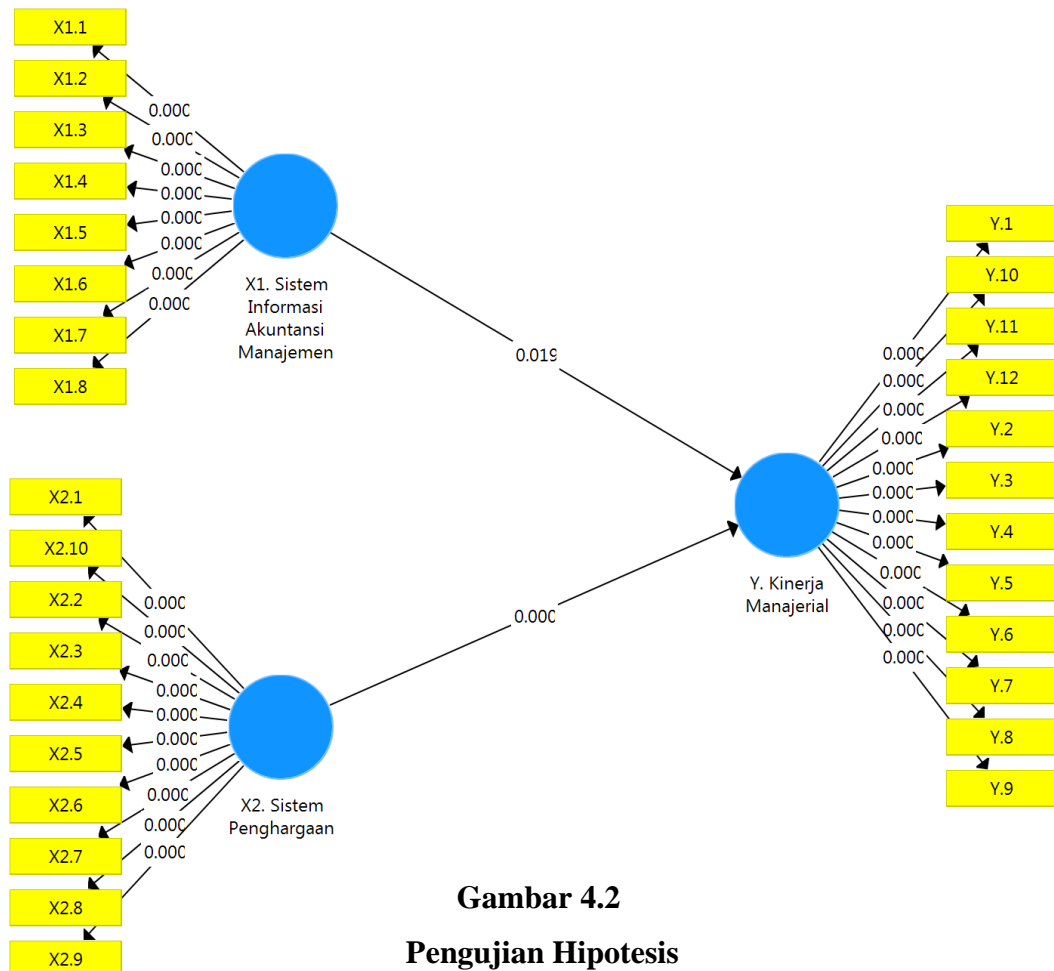 X1.1
X1.2
X1.3
X1.4
X1.5
X1.6
X1.7
X1.8
0.000
0.000
0.000
0.000
0.000
0.000
0.000
0.000
X1. Sistem
Informasi
Akuntansi
Manajemen
0.019
X2.1
X2.10
X2.2
X2.3
X2.4
X2.5
X2.6
X2.7
X2.8
X2.9
0.000
0.000
0.000
0.000
0.000
0.000
0.000
0.000
0.000
0.000
X2. Sistem
Penghargaan
0.000
Y. Kinerja
Manajerial
0.000
0.000
0.000
0.000
0.000
0.000
0.000
0.000
0.000
0.000
0.000
0.000
Y.1
Y.10
Y.11
Y.12
Y.2
Y.3
Y.4
Y.5
Y.6
Y.7
Y.8
Y.9
Gambar 4.2
Pengujian Hipotesis